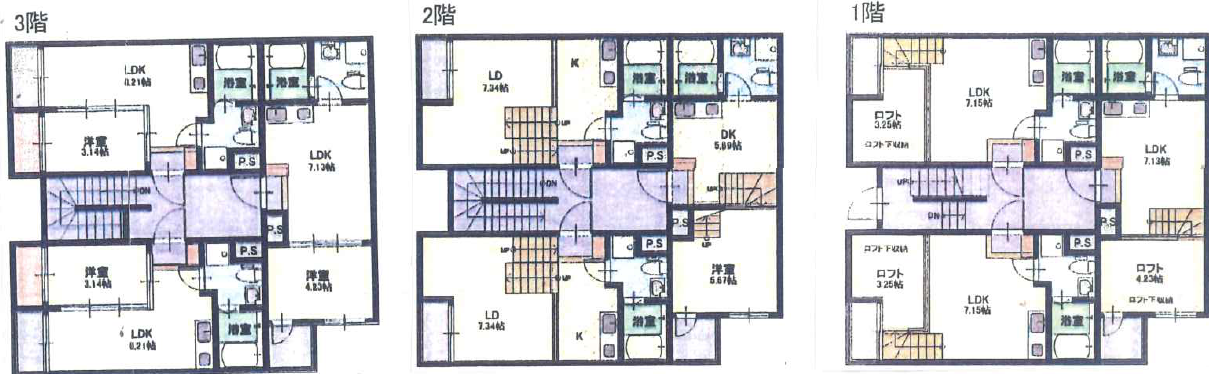 3階
LDK
6.21帖
浴室
浴室
洋室
3.14帖
LDK
7.13帖
P.S
DN
P.S
P.S
洋室
3.14帖
洋室
4.23帖
LDK
6.21帖
浴室
2階
LD
7.34帖
K
浴室
浴室
UP
UP
DK
5.69帖
P.S
DN
UP
P.S
UP
P.S
UP
UP
洋室
5.67帖
LD
7.34帖
K
浴室
1階
LDK
7.15帖
浴室
浴室
ロフト
3.25帖
ロフト下収納
LDK
7.13帖
P.S
UP
DN
P.S
P.S
ロフト下収納
ロフト
3.25帖
ロフト
4.23帖
ロフト下収納
LDK
7.15帖
浴室